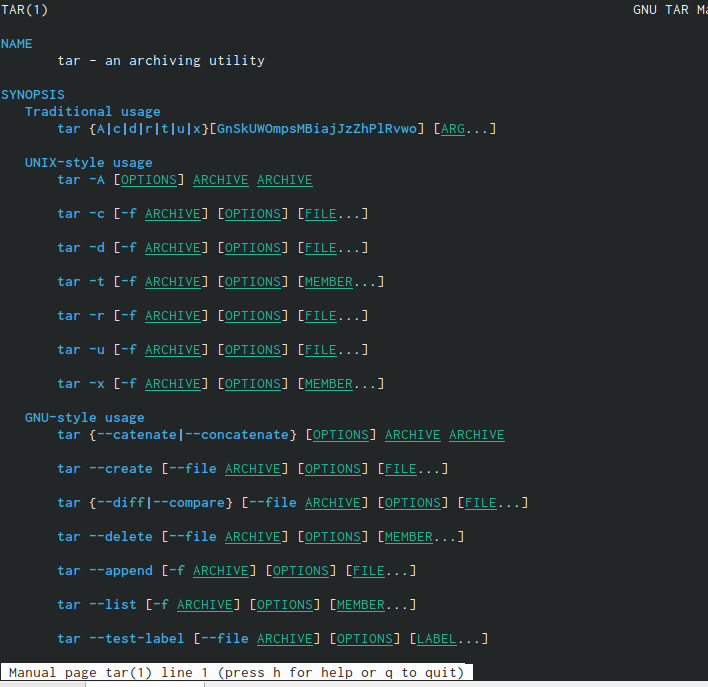 TAR(1) GNU TAR Ma
NAME
tar - an archiving utility
SYNOPSIS
Traditional usage
tar {A|c|d|r|t|u|x}[GnSkUWOmpsMBiajJzZhPlRvwo] [ARG...]
UNIX-style usage
tar -A [OPTIONS] ARCHIVE ARCHIVE
tar -c [-f ARCHIVE] [OPTIONS] [FILE...]
tar -d [-f ARCHIVE] [OPTIONS] [FILE...]
tar -t [-f ARCHIVE] [OPTIONS] [MEMBER...]
tar -r [-f ARCHIVE] [OPTIONS] [FILE...]
tar -u [-f ARCHIVE] [OPTIONS] [FILE...]
tar -x [-f ARCHIVE] [OPTIONS] [MEMBER...]
GNU-style usage
tar {--catenate|--concatenate} [OPTIONS] ARCHIVE ARCHIVE
tar --create [--file ARCHIVE] [OPTIONS] [FILE...]
tar {--diff|--compare} [--file ARCHIVE] [OPTIONS] [FILE...]
tar --delete [--file ARCHIVE] [OPTIONS] [MEMBER...]
tar --append [-f ARCHIVE] [OPTIONS] [FILE...]
tar --list [-f ARCHIVE] [OPTIONS] [MEMBER...]
tar --test-label [--file ARCHIVE] [OPTIONS] [LABEL...]
Manual page tar(1) line 1 (press h for help or q to quit)